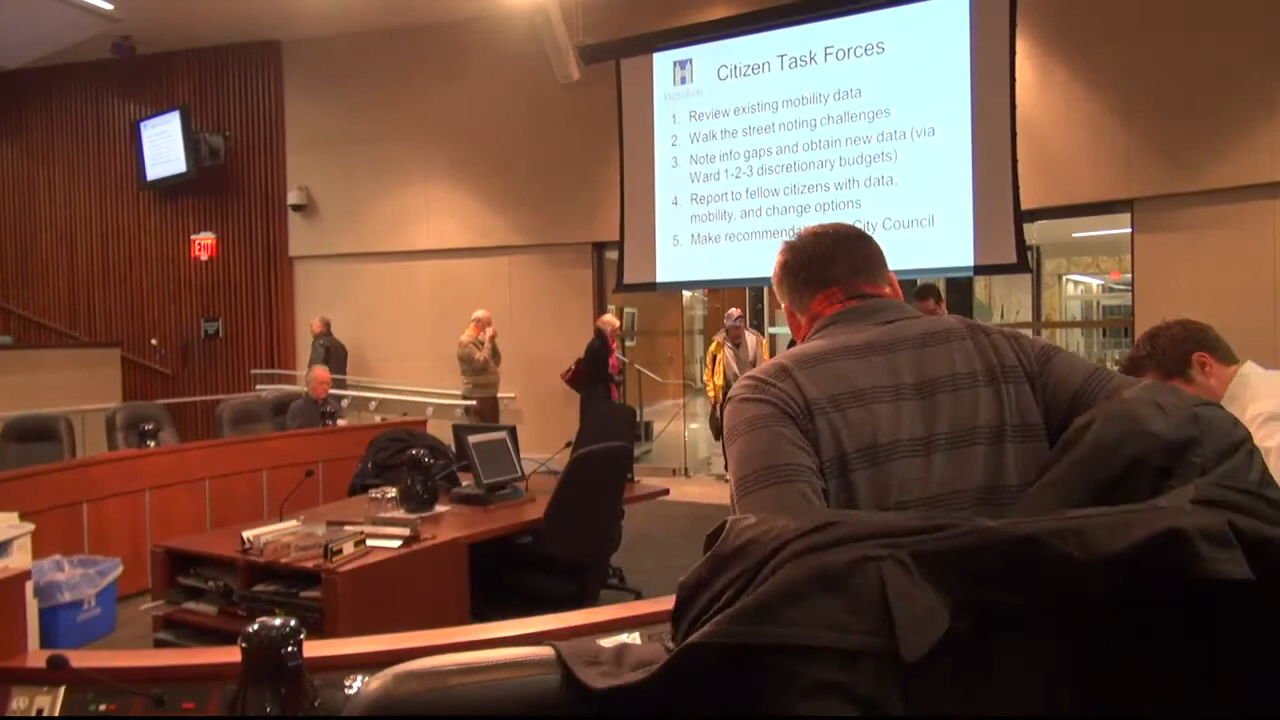 Citizen Task Forces
Hamilton
1. Review existing mobility data
2. Walk the street noting challenges
3. Note info gaps and obtain new data (via
Ward 1-2-3 discretionary budgets)
4. Report to fellow citizens with data,
mobility, and change options
5. Make City Council
EXIT